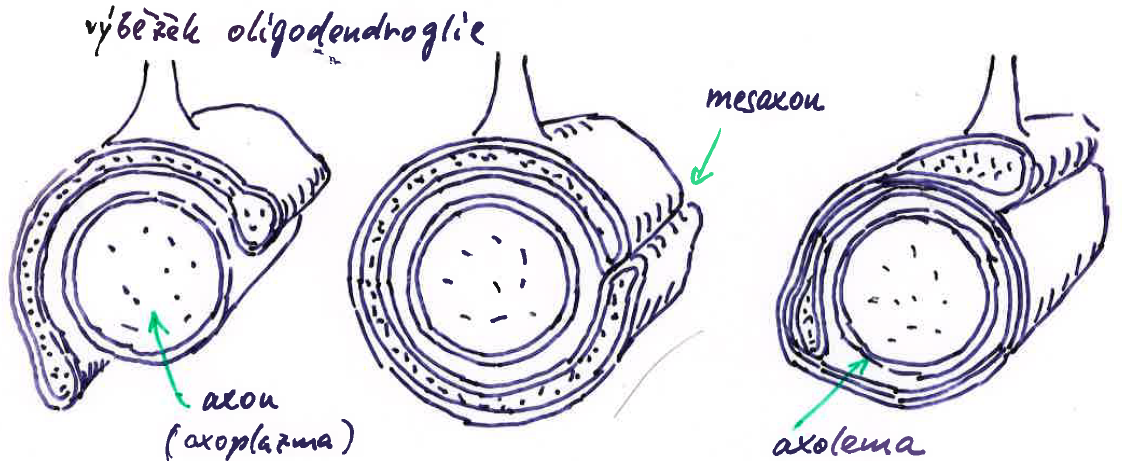 výběžek oligodendroglie
mesaxon
axon
(axoplazma)
axolema